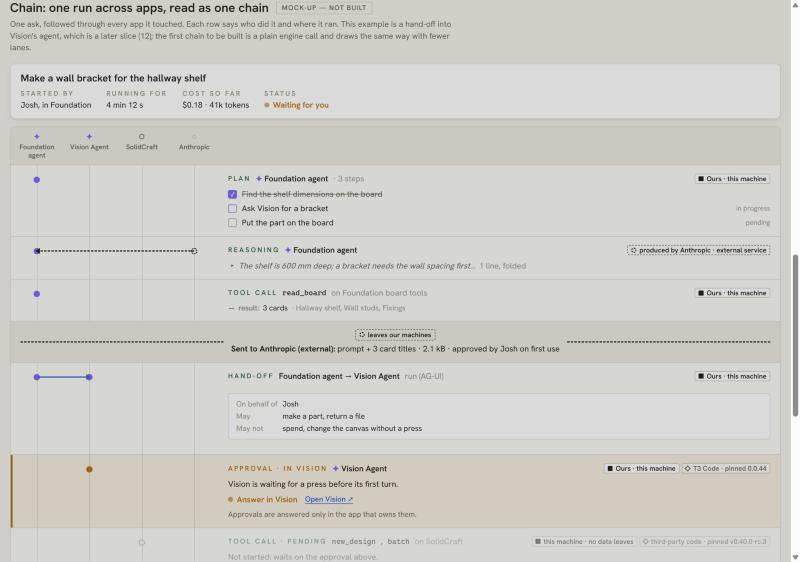 Chain: one run across apps, read as one chain MOCK-UP — NOT BUILT
One ask, followed through every app it touched. Each row says who did it and where it ran. This example is a hand-off into
Vision's agent, which is a later slice (12); the first chain to be built is a plain engine call and draws the same way with fewer
lanes.
Make a wall bracket for the hallway shelf
STARTED BY RUNNING FOR COST SO FAR STATUS
Josh, in Foundation 4 min 12 s $0.18 · 41k tokens Waiting for you
Foundation agent Vision Agent SolidCraft Anthropic
PLAN Foundation agent · 3 steps Ours · this machine
Find the shelf dimensions on the board
Ask Vision for a bracket in progress
Put the part on the board pending
REASONING Foundation agent produced by Anthropic · external service
The shelf is 600 mm deep; a bracket needs the wall spacing first... 1 line, folded
TOOL CALL read_board on Foundation board tools Ours · this machine
→ result: 3 cards · Hallway shelf, Wall studs, Fixings
leaves our machines
Sent to Anthropic (external): prompt + 3 card titles · 2.1 kB · approved by Josh on first use
HAND-OFF Foundation agent → Vision Agent run (AG-UI) Ours · this machine
On behalf of Josh
May make a part, return a file
May not spend, change the canvas without a press
APPROVAL · IN VISION Vision Agent Ours · this machine T3 Code · pinned 0.0.44
Vision is waiting for a press before its first turn.
Answer in Vision Open Vision ↗
Approvals are answered only in the app that owns them.
TOOL CALL · PENDING new_design , batch on SolidCraft this machine · no data leaves third-party code · pinned v0.40.0-rc.3
Not started: waits on the approval above.